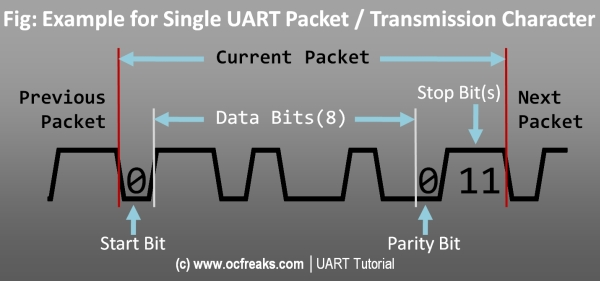 Fig: Example for Single UART Packet / Transmission Character
Current Packet
Previous
Packet
Data Bits(8)
Stop Bit(s)
Next
Packet
0
0
11
Start Bit
Parity Bit
(c) www.ocfreaks.com | UART Tutorial